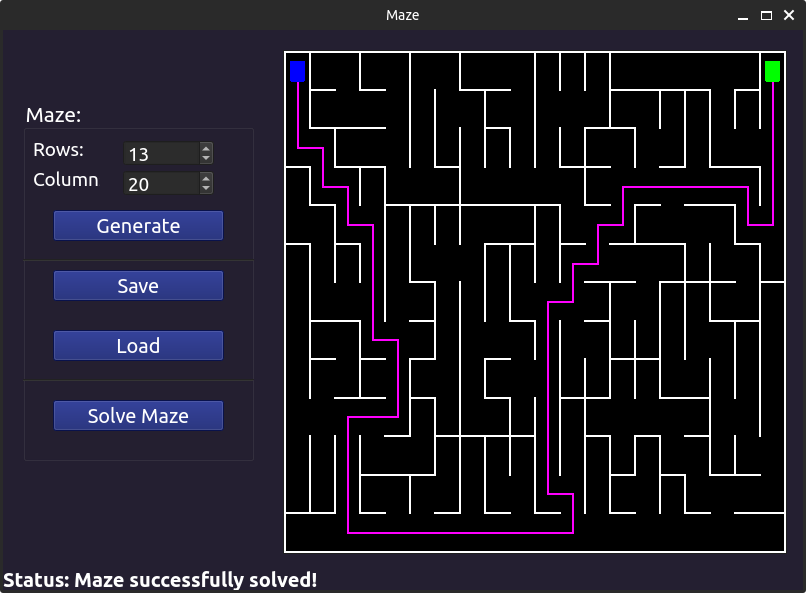 Maze
Maze:
Rows: 13
Column 20
Generate
Save
Load
Solve Maze
Status: Maze successfully solved!